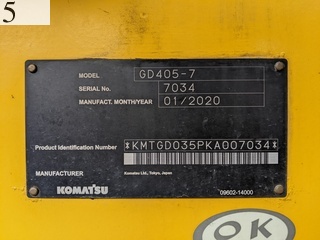 5
MODEL GD405-7
SERIAL No. 7034
MANUFACT. MONTH/YEAR 01/2020
Product Identification Number *KMTGD035PKA007034*
MANUFACTURER Komatsu Ltd., Tokyo, Japan
KOMATSU
09602-14000
OK